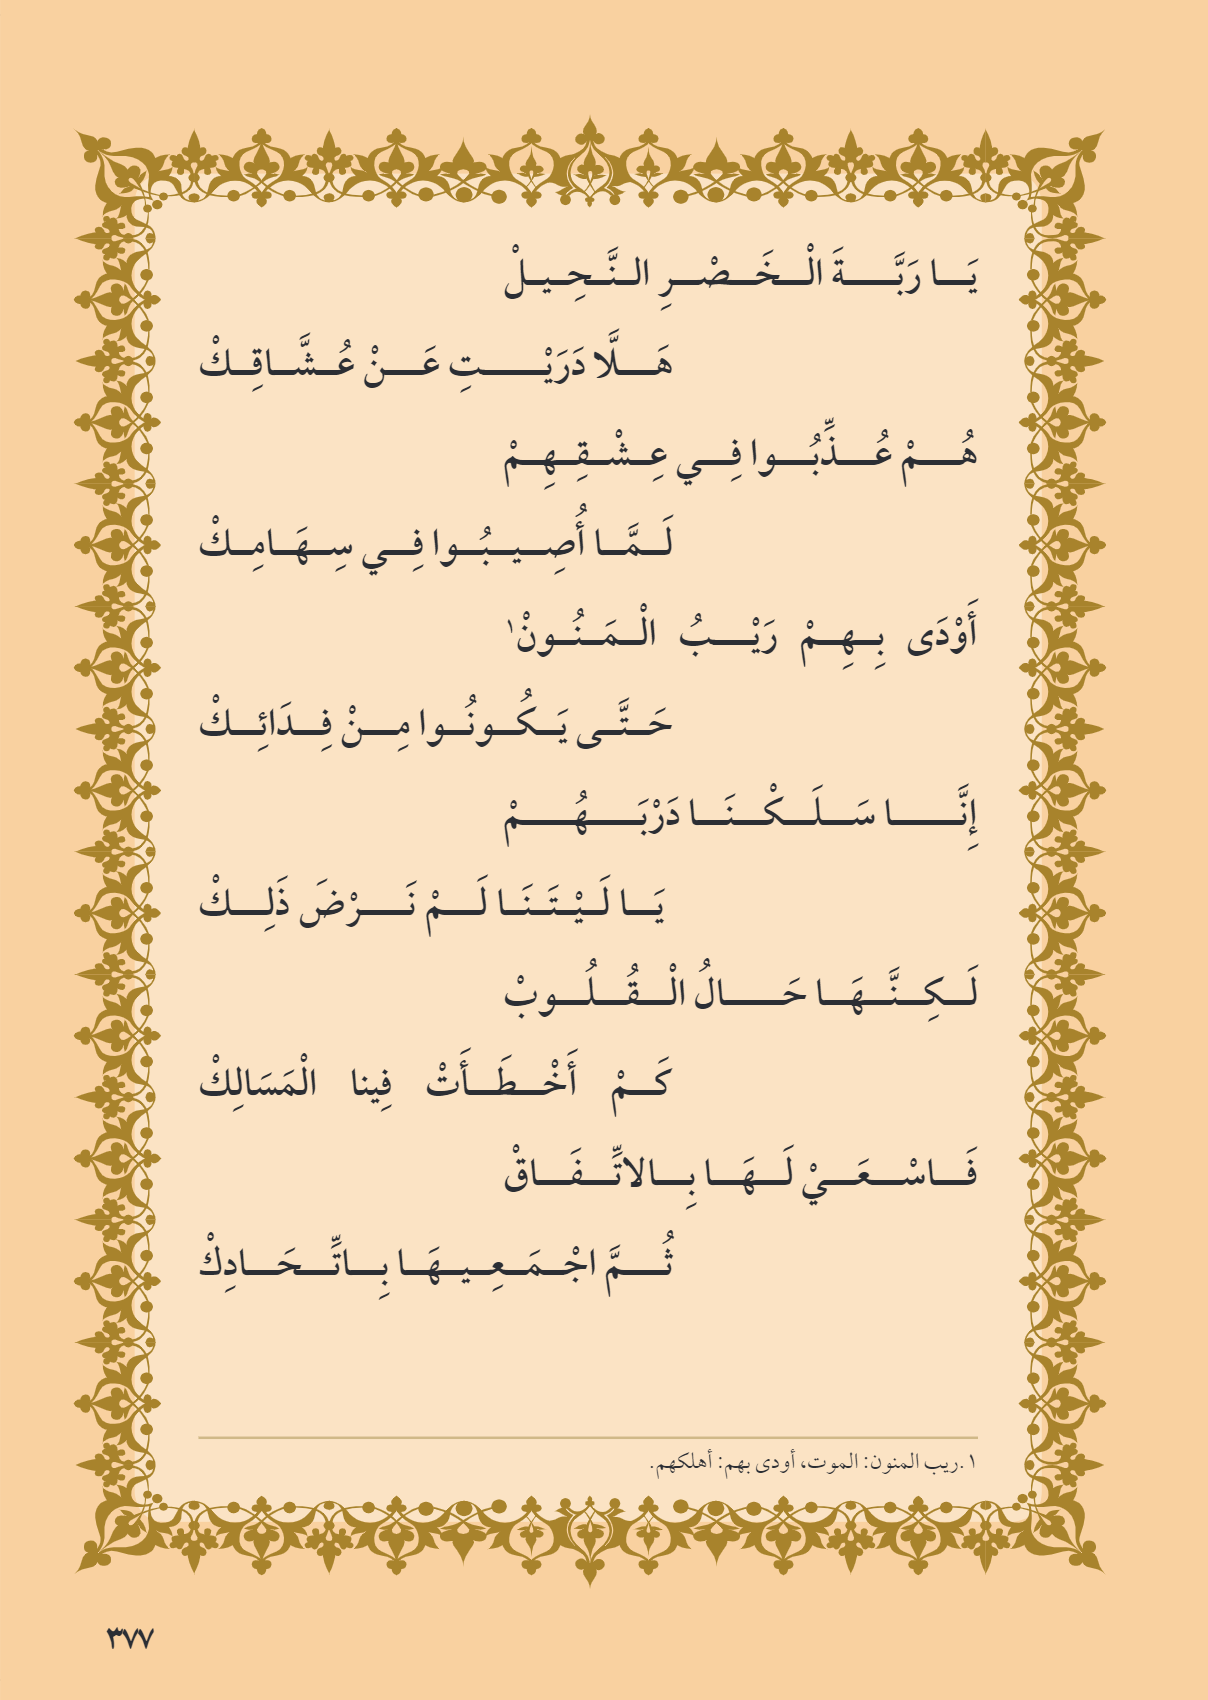 يَا رَبَّةَ الْخَصْرِ النَّحِيلْ
هَلَّا دَرَيْتِ عَنْ عُشَّاقِكْ
هُمْ عُذِّبُوا فِي عِشْقِهِمْ
لَمَّا أُصِيبُوا فِي سِهَامِكْ
أَوْدَى بِهِمْ رَيْبُ الْمَنُونْ١
حَتَّى يَكُونُوا مِنْ فِدَائِكْ
إِنَّا سَلَكْنَا دَرْبَهُمْ
يَا لَيْتَنَا لَمْ نَرْضَ ذَلِكْ
لَكِنَّهَا حَالُ الْقُلُوبْ
كَمْ أَخْطَأَتْ فِينا الْمَسَالِكْ
فَاسْعَيْ لَهَا بِالاتِّفَاقْ
ثُمَّ اجْمَعِيهَا بِاتِّحَادِكْ
١.ريب المنون: الموت، أودى بهم: أهلكهم.
٣٧٧